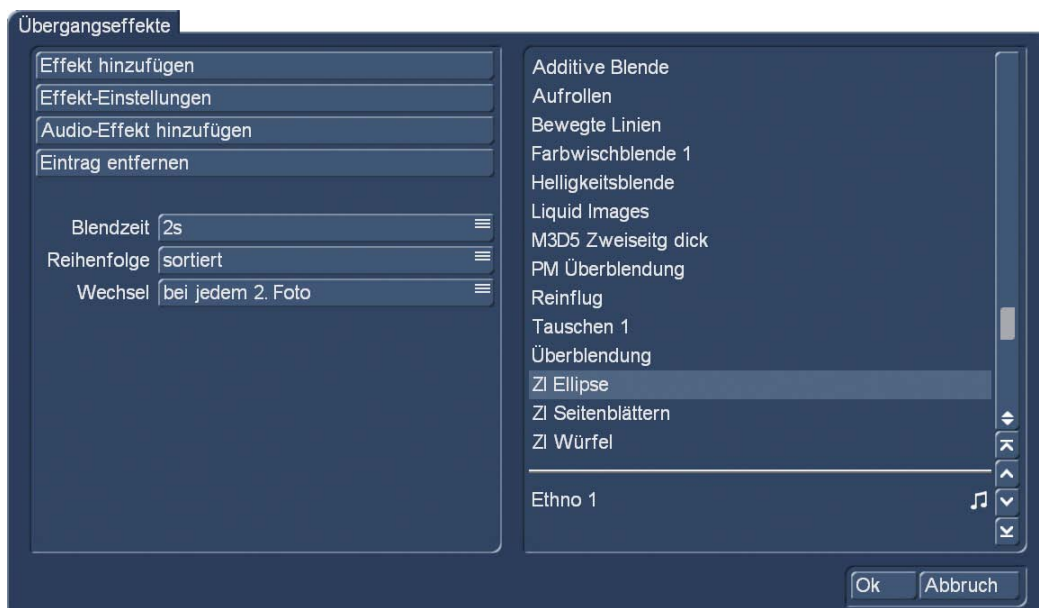 Übergangseffekte
Effekt hinzufügen
Effekt-Einstellungen
Audio-Effekt hinzufügen
Eintrag entfernen
Blendzeit 2s
Reihenfolge sortiert
Wechsel bei jedem 2. Foto
Additive Blende
Aufrollen
Bewegte Linien
Farbwischblende 1
Helligkeitsblende
Liquid Images
M3D5 Zweiseitg dick
PM Überblendung
Reinflug
Tauschen 1
Überblendung
ZI Ellipse
ZI Seitenblättern
ZI Würfel
Ethno 1
Ok Abbruch